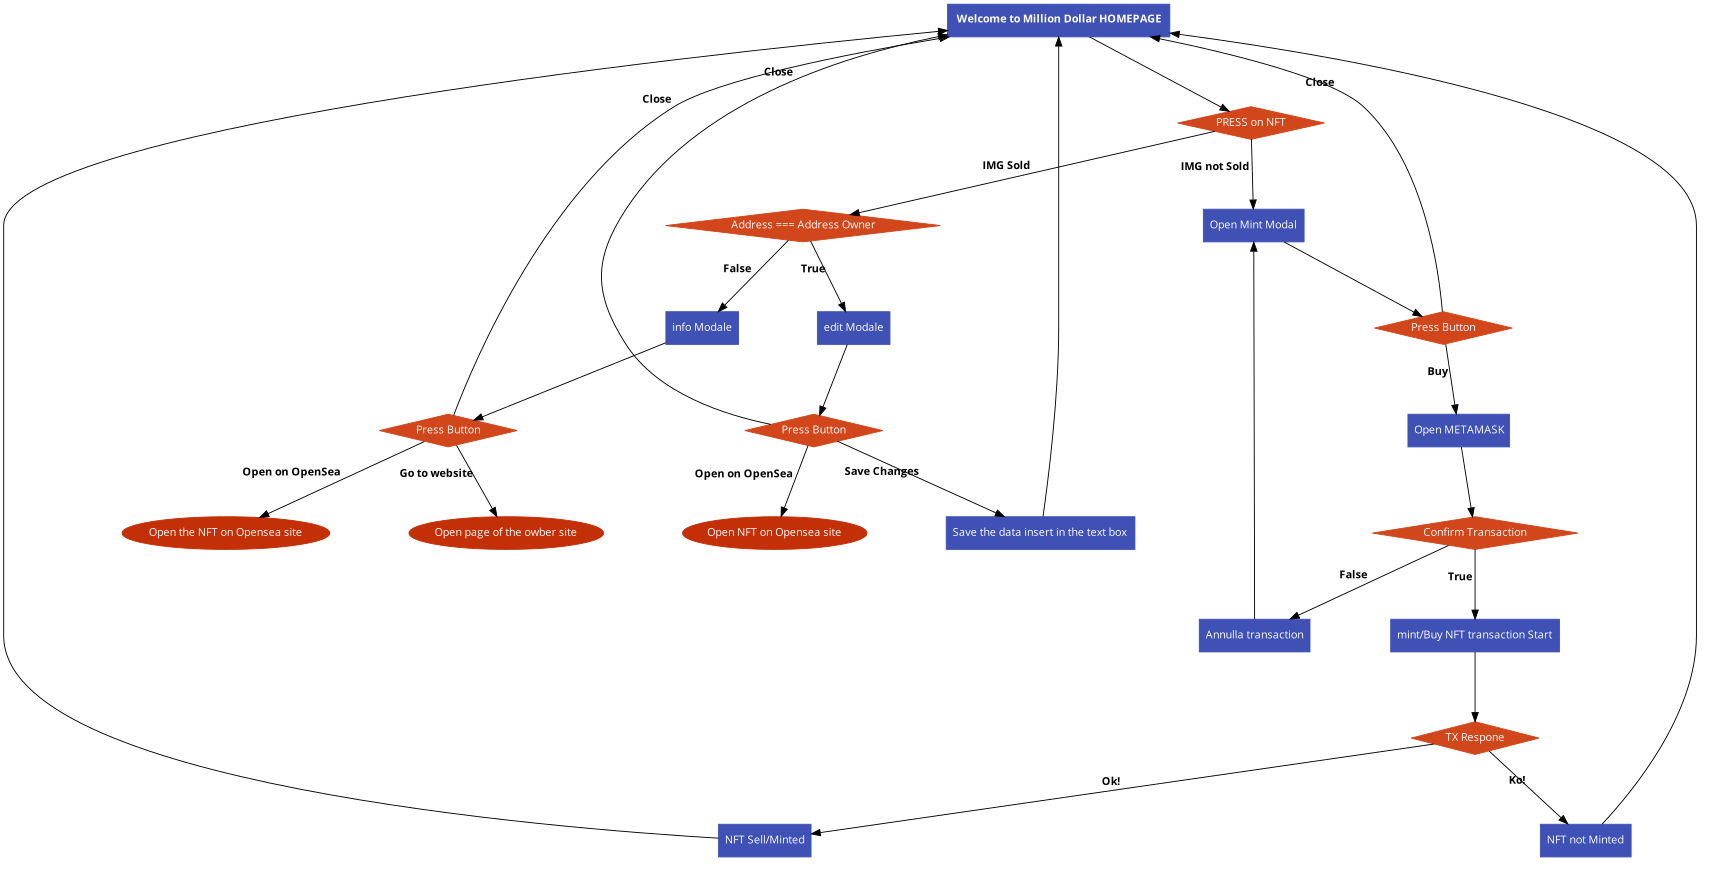 Welcome to Million Dollar HOMEPAGE
Close
Close
Close
PRESS on NFT
IMG Sold
IMG not Sold
Address === Address Owner
Open Mint Modal
False
True
info Modale
edit Modale
Press Button
Buy
Press Button
Press Button
Open METAMASK
Open on OpenSea
Go to website
Open on OpenSea
Save Changes
Open the NFT on Opensea site
Open page of the owber site
Open NFT on Opensea site
Save the data insert in the text box
Confirm Transaction
False
True
Annulla transaction
mint/Buy NFT transaction Start
TX Respone
Ok!
Ko!
NFT Sell/Minted
NFT not Minted